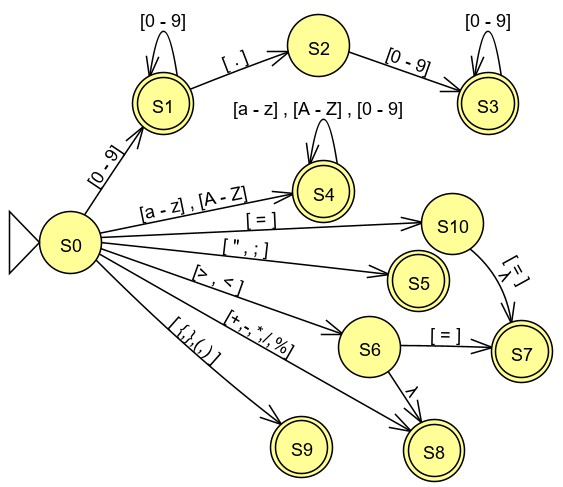 [0 - 9]
[0 - 9]
S1
[ . ]
S2
[0 - 9]
S3
[0 - 9]
[a - z] , [A - Z] , [0 - 9]
S4
[a - z] , [A - Z]
S0
[ = ]
S10
[ = ]
λ
[ " , ; ]
S5
[> , < ]
S6
[ = ]
S7
λ
[+,-,*,/,%]
S8
[ {,},(,) ]
S9